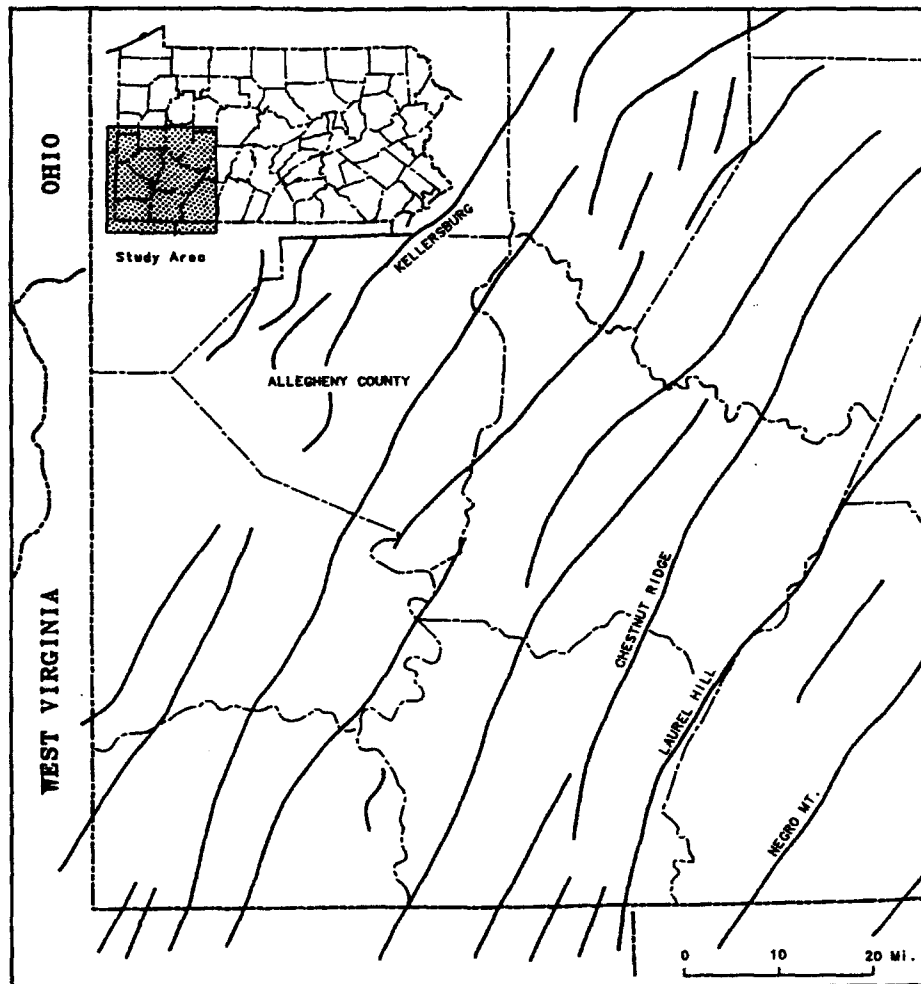 OHIO
Study Area
KELLERSBURG
ALLEGHENY COUNTY
WEST VIRGINIA
CHESTNUT RIDGE
LAUREL HILL
NEGRO MT.
0 10 20 Mi.